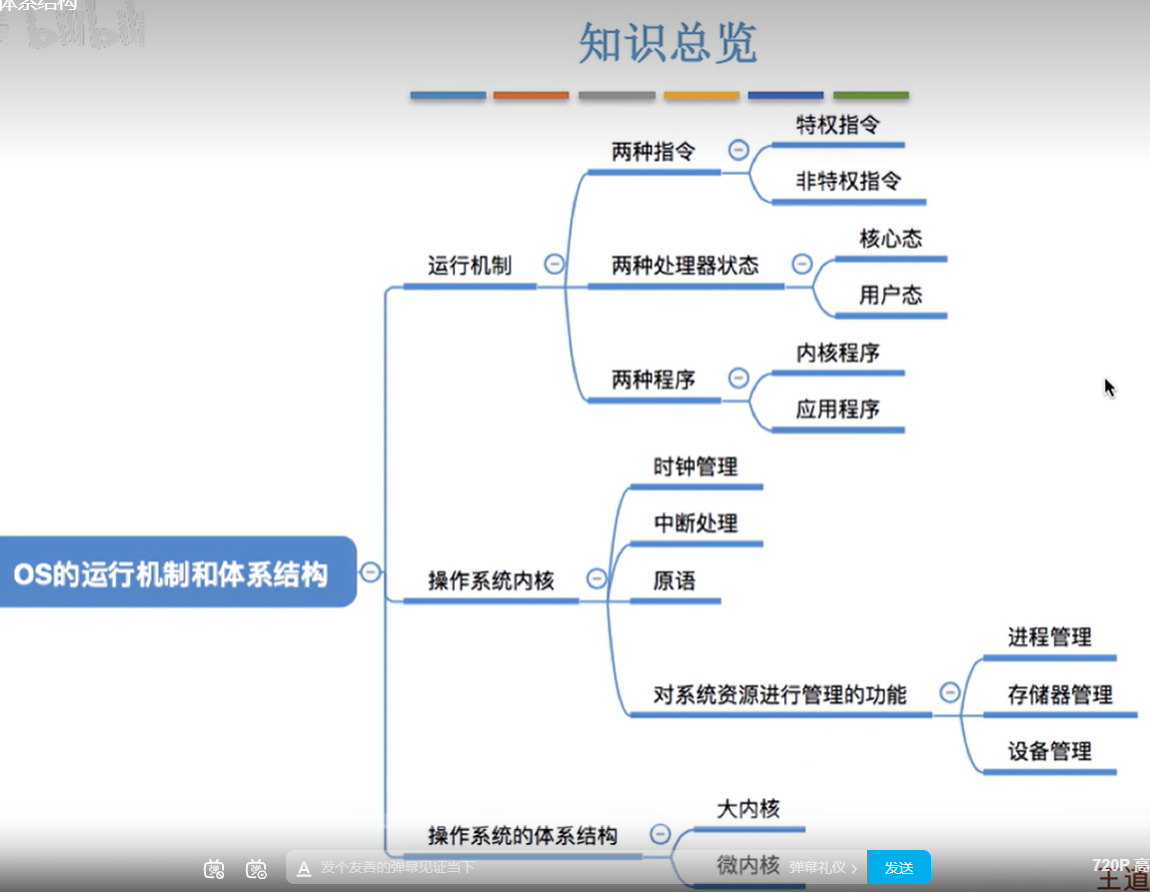 体系结构
bilibili
知识总览
特权指令
两种指令
非特权指令
核心态
运行机制
两种处理器状态
用户态
内核程序
两种程序
应用程序
时钟管理
中断处理
OS的运行机制和体系结构
操作系统内核
原语
进程管理
对系统资源进行管理的功能
存储器管理
设备管理
大内核
操作系统的体系结构
微内核
发个友善的弹幕见证当下
弹幕礼仪
发送
720P 高
王道